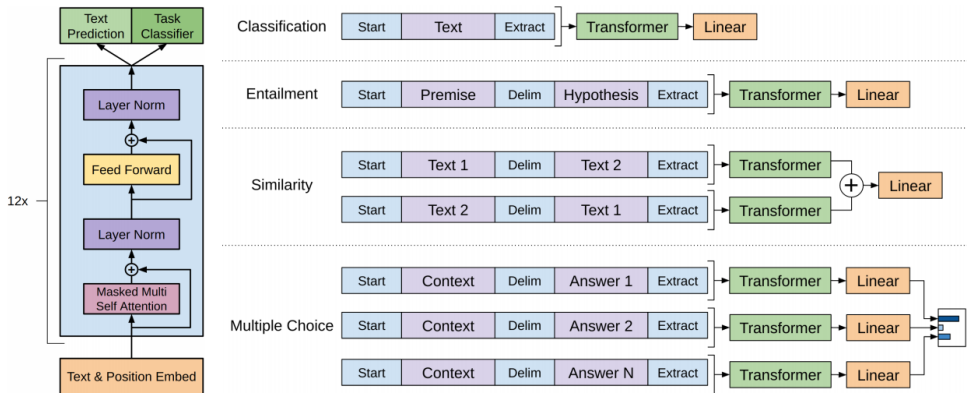 Text
Prediction
Task
Classifier
12x
Layer Norm
Feed Forward
Layer Norm
Masked Multi
Self Attention
Text & Position Embed
Classification
Start Text Extract Transformer Linear
Entailment
Start Premise Delim Hypothesis Extract Transformer Linear
Similarity
Start Text 1 Delim Text 2 Extract Transformer
Start Text 2 Delim Text 1 Extract Transformer
Linear
Multiple Choice
Start Context Delim Answer 1 Extract Transformer Linear
Start Context Delim Answer 2 Extract Transformer Linear
Start Context Delim Answer N Extract Transformer Linear